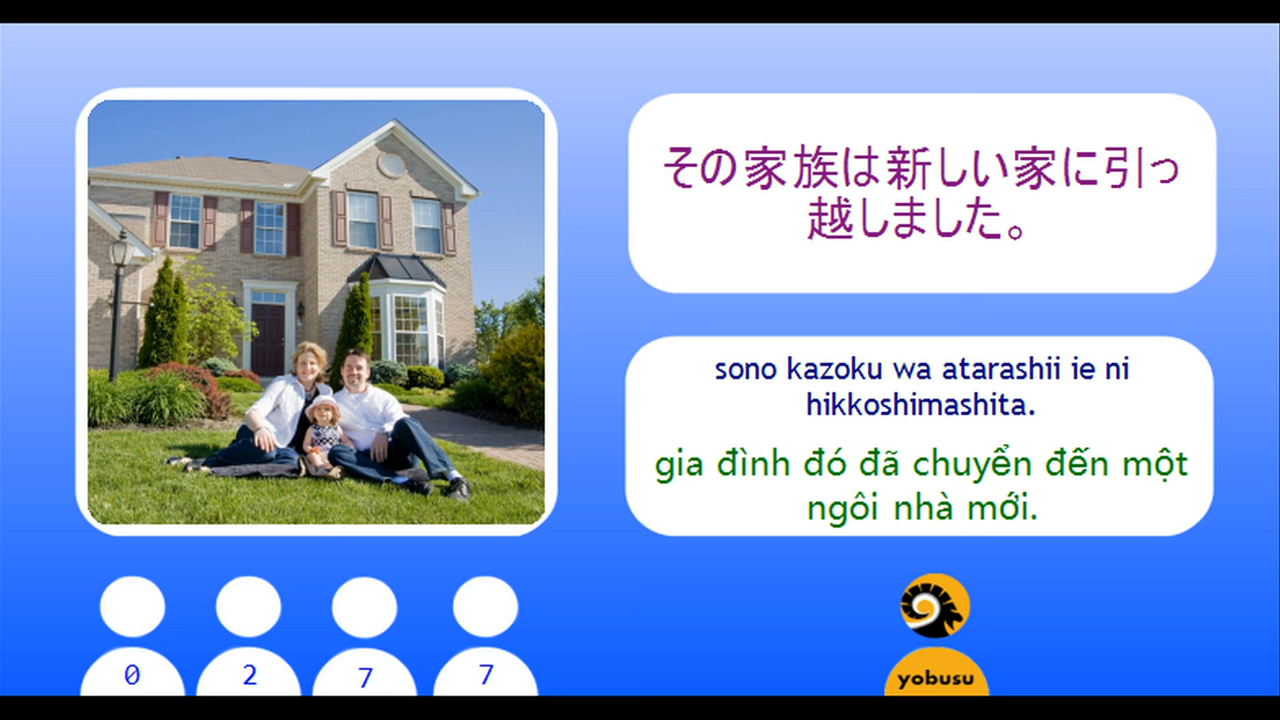 その家族は新しい家に引っ
越しました。
sono kazoku wa atarashii ie ni
hikkoshimashita.
gia đình đó đã chuyển đến một
ngôi nhà mới.
0 2 7 7
yobusu